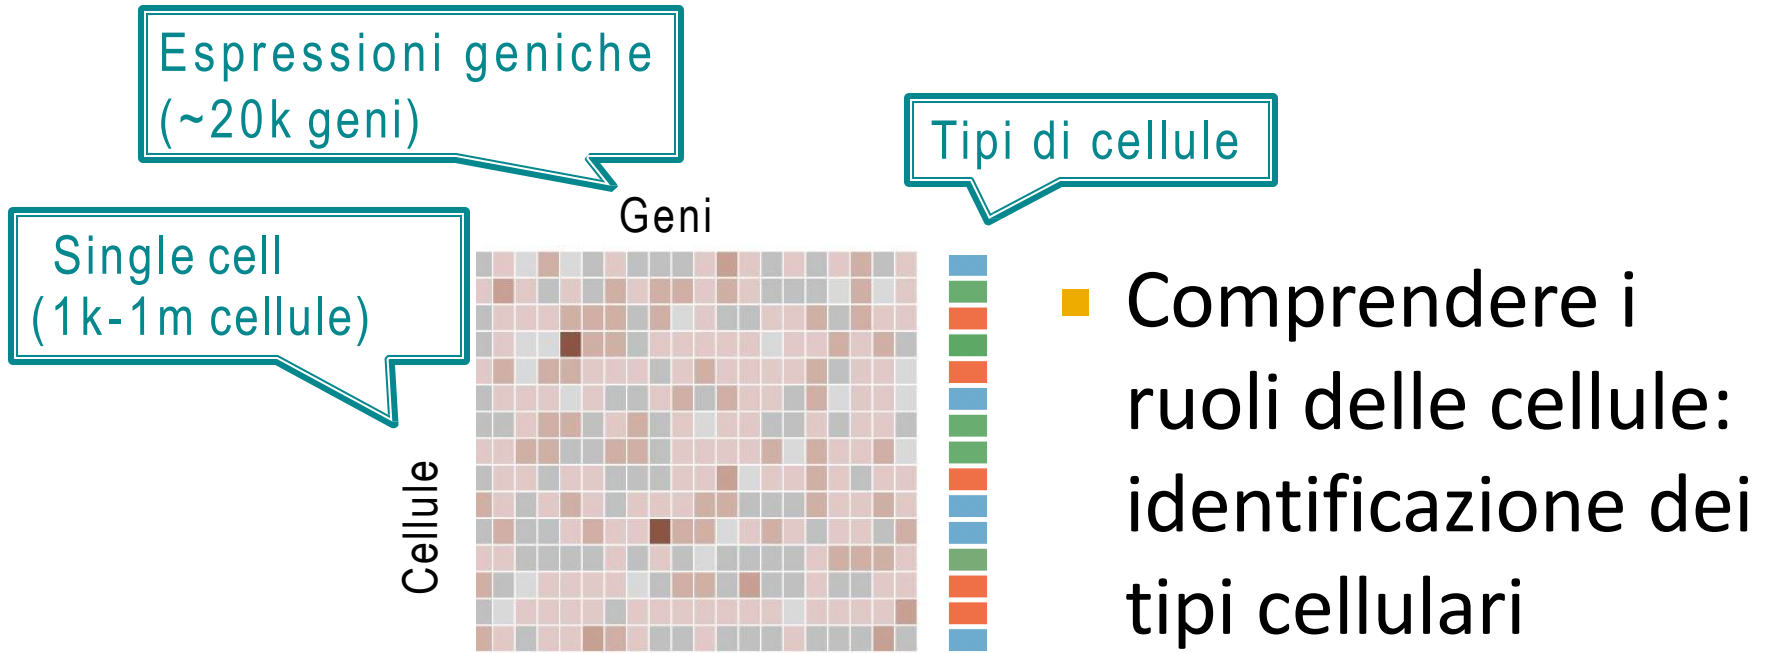 Espressioni geniche
(~20k geni)
Tipi di cellule
Single cell
(1k-1m cellule)
Geni
Cellule
Comprendere i
ruoli delle cellule:
identificazione dei
tipi cellulari